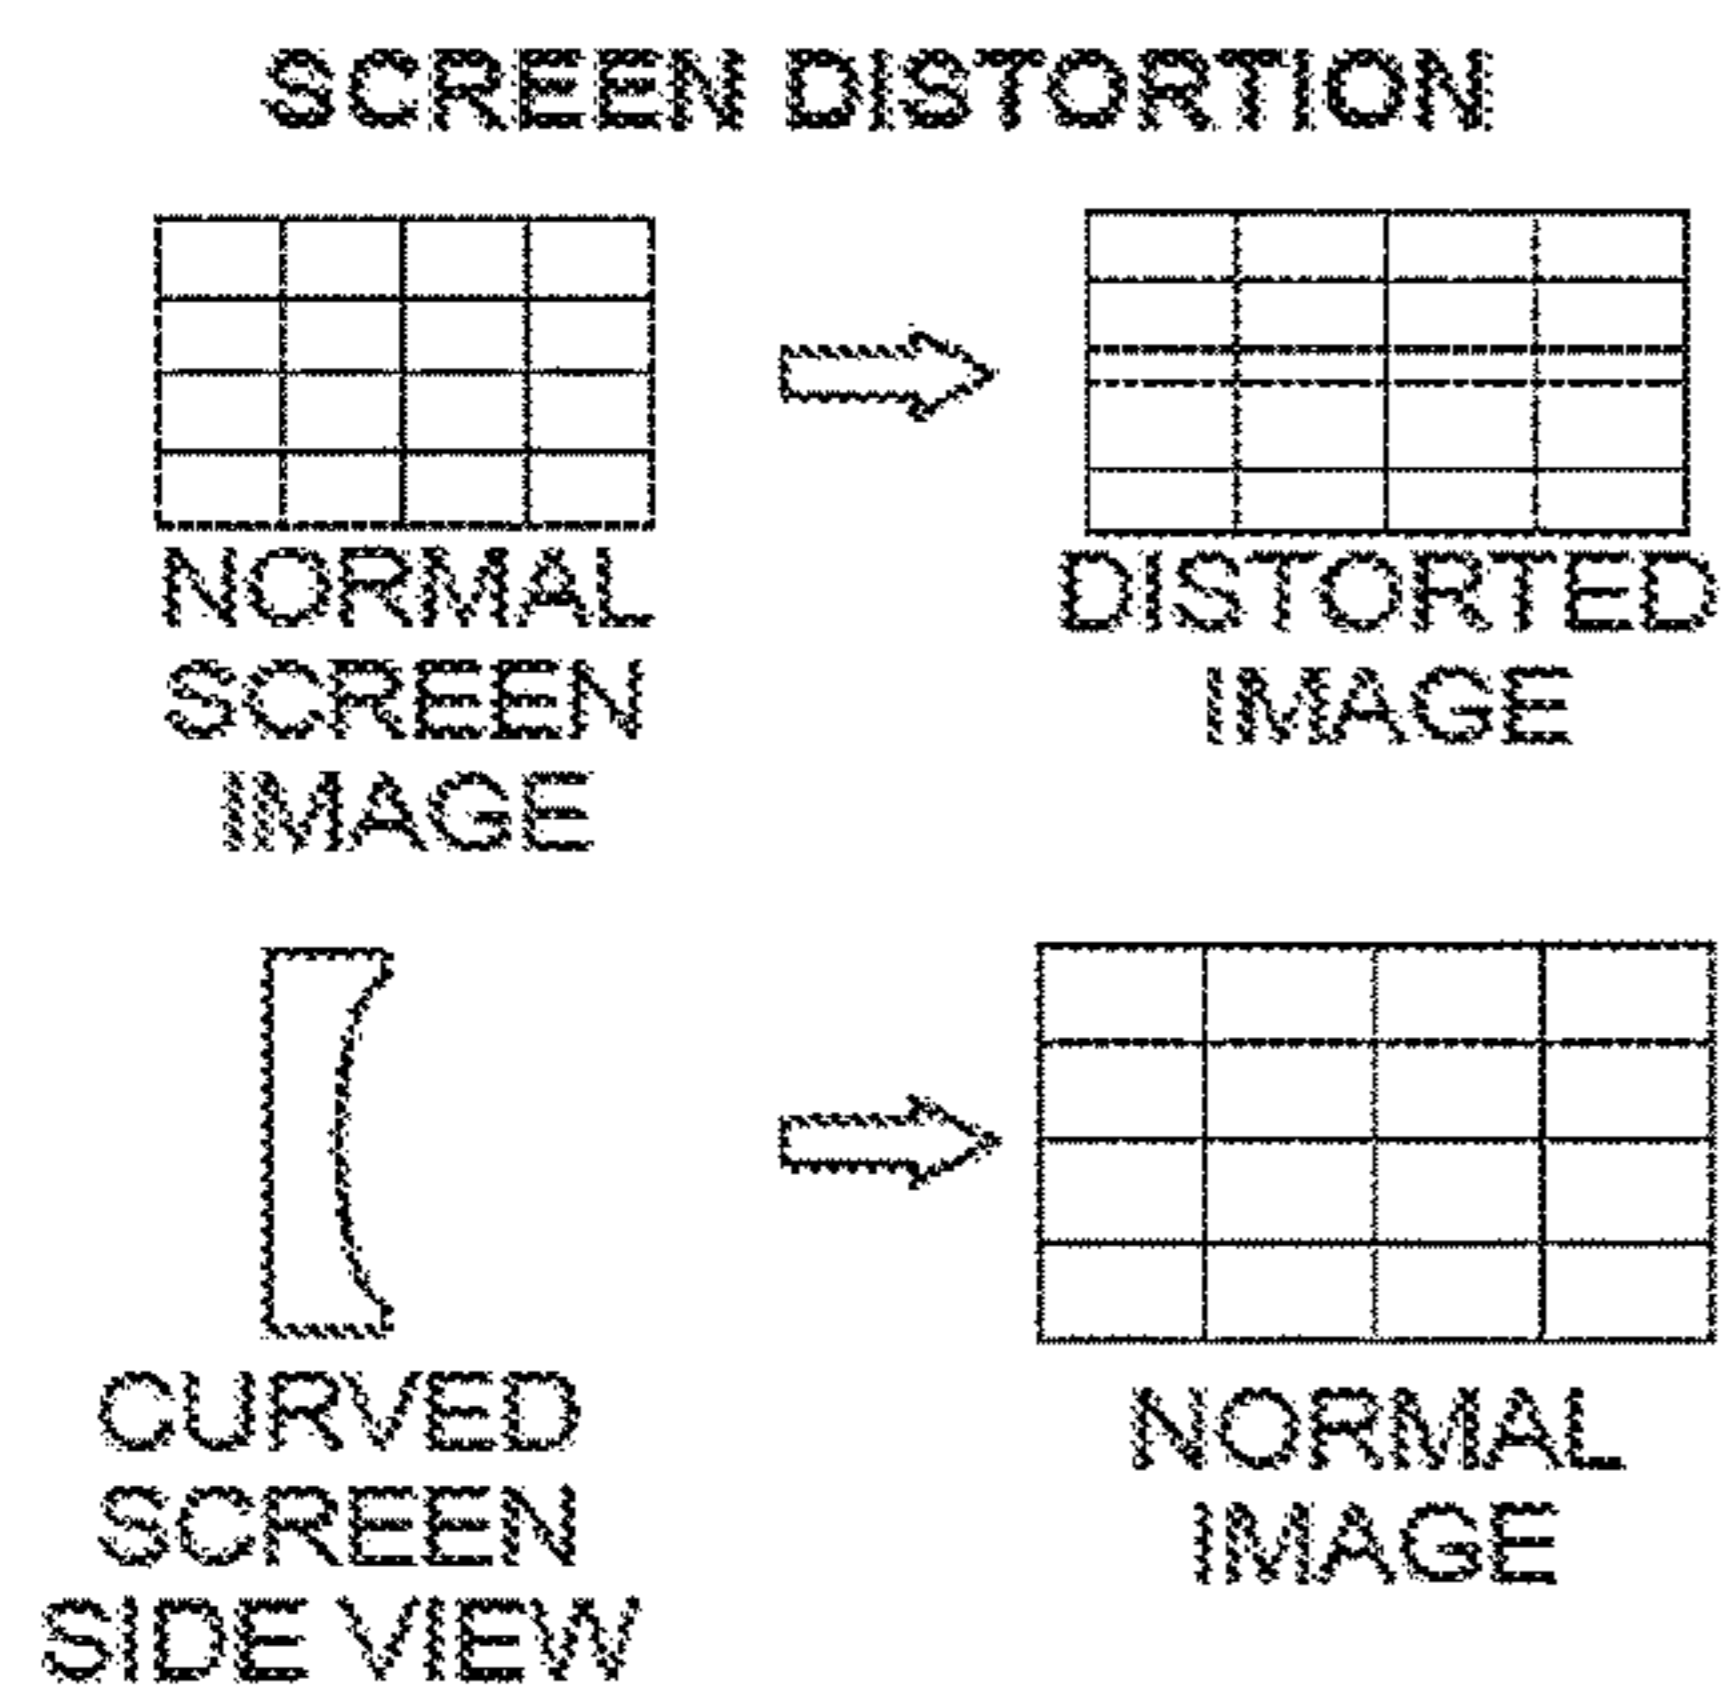 SCREEN DISTORTION
NORMAL
SCREEN
IMAGE
DISTORTED
IMAGE
CURVED
SCREEN
SIDE VIEW
NORMAL
IMAGE